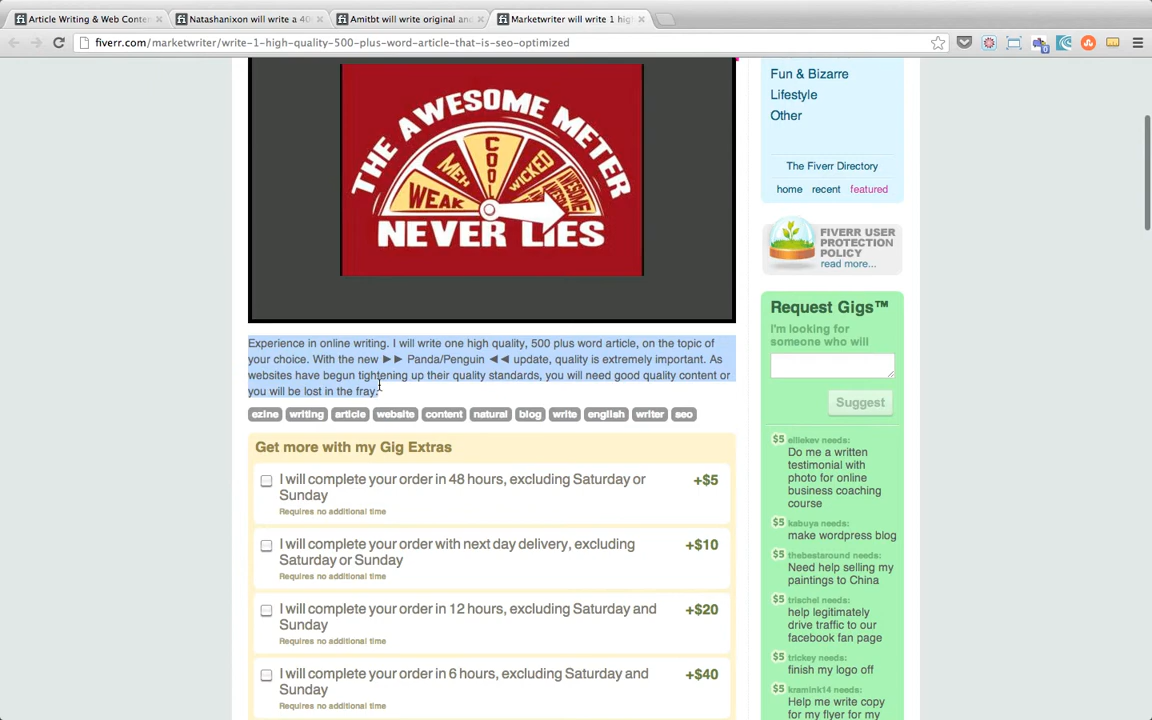 Article Writing & Web Conte
Natashanixon will write a 40
Amitbt will write original and
Marketwriter will write 1 high
fiverr.com/marketwriter/write-1-high-quality-500-plus-word-article-that-is-seo-optimized
THE AWESOME METER
WEAK
MEH
COOL
WICKED
AWESOME
NEVER LIES
Experience in online writing. I will write one high quality, 500 plus word article, on the topic of
your choice. With the new ►► Panda/Penguin ◄◄ update, quality is extremely important. As
websites have begun tightening up their quality standards, you will need good quality content or
you will be lost in the fray.
ezine writing article website content natural blog write english writer seo
Get more with my Gig Extras
I will complete your order in 48 hours, excluding Saturday or
Sunday
+$5
Requires no additional time
I will complete your order with next day delivery, excluding
Saturday or Sunday
+$10
Requires no additional time
I will complete your order in 12 hours, excluding Saturday and
Sunday
+$20
Requires no additional time
I will complete your order in 6 hours, excluding Saturday and
Sunday
+$40
Requires no additional time
Fun & Bizarre
Lifestyle
Other
The Fiverr Directory
home recent featured
FIVERR USER
PROTECTION
POLICY
read more...
Request Gigs™
I'm looking for
someone who will
Suggest
$5 elliekev needs:
Do me a written
testimonial with
photo for online
business coaching
course
$5 kabuya needs:
make wordpress blog
$5 thebestaround needs:
Need help selling my
paintings to China
$5 trischel needs:
help legitimately
drive traffic to our
facebook fan page
$5 trickey needs:
finish my logo off
$5 kramink14 needs:
Help me write copy
for my flyer for my